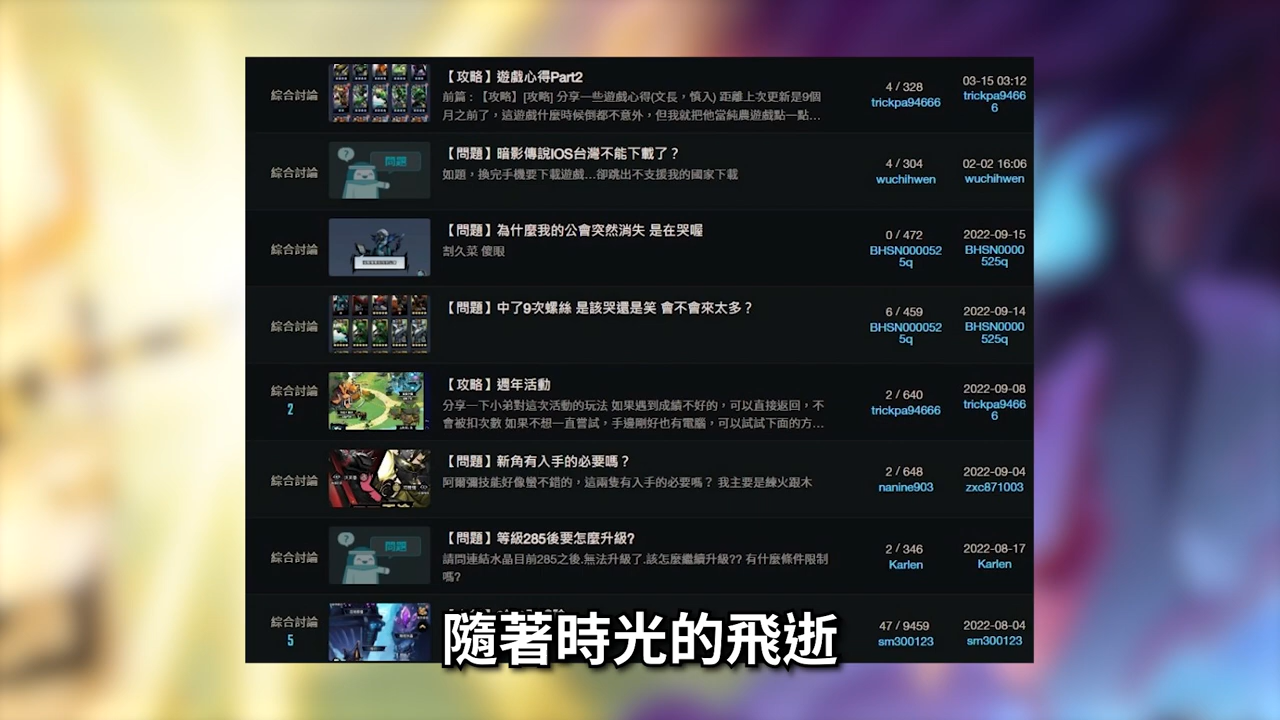 綜合討論
【攻略】遊戲心得Part2
前篇:【攻略】[攻略] 分享一些遊戲心得(文長,慎入) 距離上次更新是9個
月之前了,這遊戲什麼時候倒都不意外,但我就把他當純農遊戲點一點...
4 / 328
trickpa94666
03-15 03:12
trickpa9466
6
綜合討論
?
問題
【問題】暗影傳說IOS台灣不能下載了?
如題,換完手機要下載遊戲...卻跳出不支援我的國家下載
4 / 304
wuchihwen
02-02 16:06
wuchihwen
綜合討論
【問題】為什麼我的公會突然消失 是在哭喔
割久菜 傻眼
0 / 472
BHSN000052
5q
2022-09-15
BHSN0000
525q
綜合討論
【問題】中了9次螺絲 是該哭還是笑 會不會來太多?
6 / 459
BHSN000052
5q
2022-09-14
BHSN0000
525q
綜合討論
2
【攻略】週年活動
分享一下小弟對這次活動的玩法 如果遇到成績不好的,可以直接返回,不
會被扣次數 如果不想一直嘗試,手邊剛好也有電腦,可以試試下面的方...
2 / 640
trickpa94666
2022-09-08
trickpa9466
6
綜合討論
【問題】新角有入手的必要嗎?
阿爾彌技能好像蠻不錯的,這兩隻有入手的必要嗎? 我主要是練火跟木
2 / 648
nanine903
2022-09-04
zxc871003
綜合討論
?
問題
【問題】等級285後要怎麼升級?
請問連結水晶目前285之後.無法升級了.該怎麼繼續升級?? 有什麼條件限制
嗎?
2 / 346
Karlen
2022-08-17
Karlen
綜合討論
5
47 / 9459
sm300123
2022-08-04
sm300123
隨著時光的飛逝